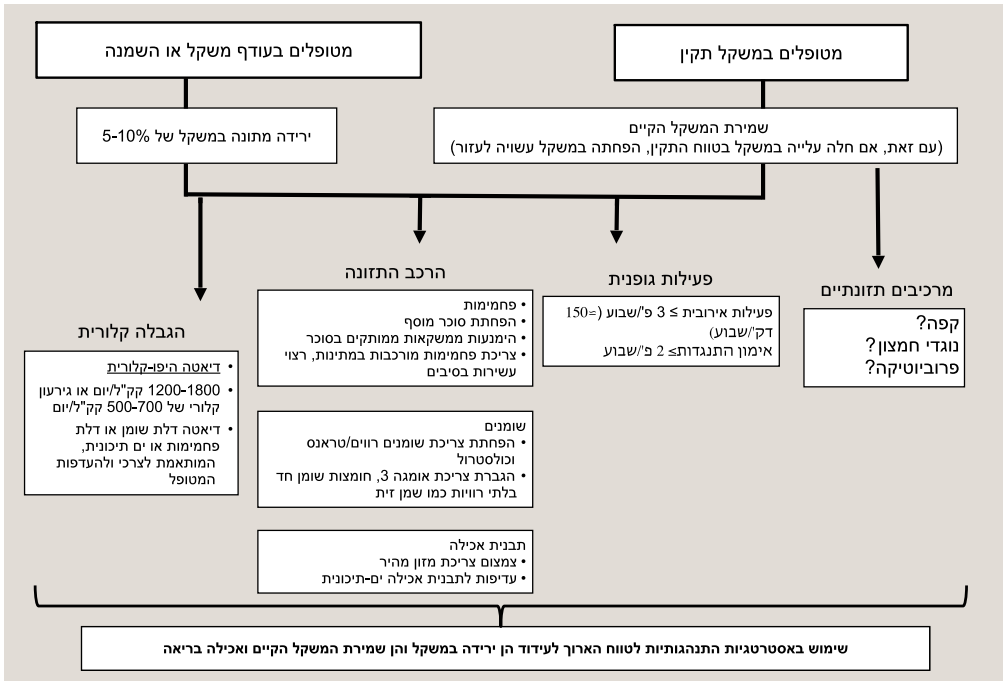 מטופלים במשקל תקין
מטופלים בעודף משקל או השמנה
שמירת המשקל הקיים
(עם זאת, אם חלה עלייה במשקל בטווח התקין, הפחתה במשקל עשויה לעזור)
ירידה מתונה במשקל של 5-10%
מרכיבים תזונתיים
קפה?
נוגדי חמצון?
פרוביוטיקה?
פעילות גופנית
פעילות אירובית ≥ 3 פ'/שבוע (≈150
דק'/שבוע)
אימון התנגדות≥ 2 פ'/שבוע
הרכב התזונה
• פחמימות
• הפחתת סוכר מוסף
• הימנעות ממשקאות ממותקים בסוכר
• צריכת פחמימות מורכבות במתינות, רצוי
עשירות בסיבים
שומנים
• הפחתת צריכת שומנים רווים/טראנס
וכולסטרול
• הגברת צריכת אומגה 3, חומצות שומן חד
בלתי רוויות כמו שמן זית
תבנית אכילה
• צמצום צריכת מזון מהיר
• עדיפות לתבנית אכילה ים-תיכונית
הגבלה קלורית
• דיאטה היפו-קלורית
• 1200-1800 קק"ל/יום או גירעון
קלורי של 500-700 קק"ל/יום
• דיאטה דלת שומן או דלת
פחמימות או ים תיכונית,
המותאמת לצרכי ולהעדפות
המטופל
שימוש באסטרטגיות התנהגותיות לטווח הארוך לעידוד הן ירידה במשקל והן שמירת המשקל הקיים ואכילה בריאה